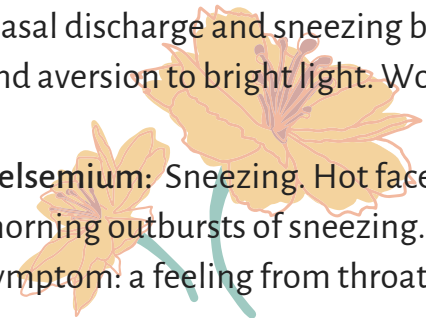 asal discharge and sneezing b
nd aversion to bright light. Wo
elsemium: Sneezing. Hot face
norning outbursts of sneezing.
ymptom: a feeling from throat